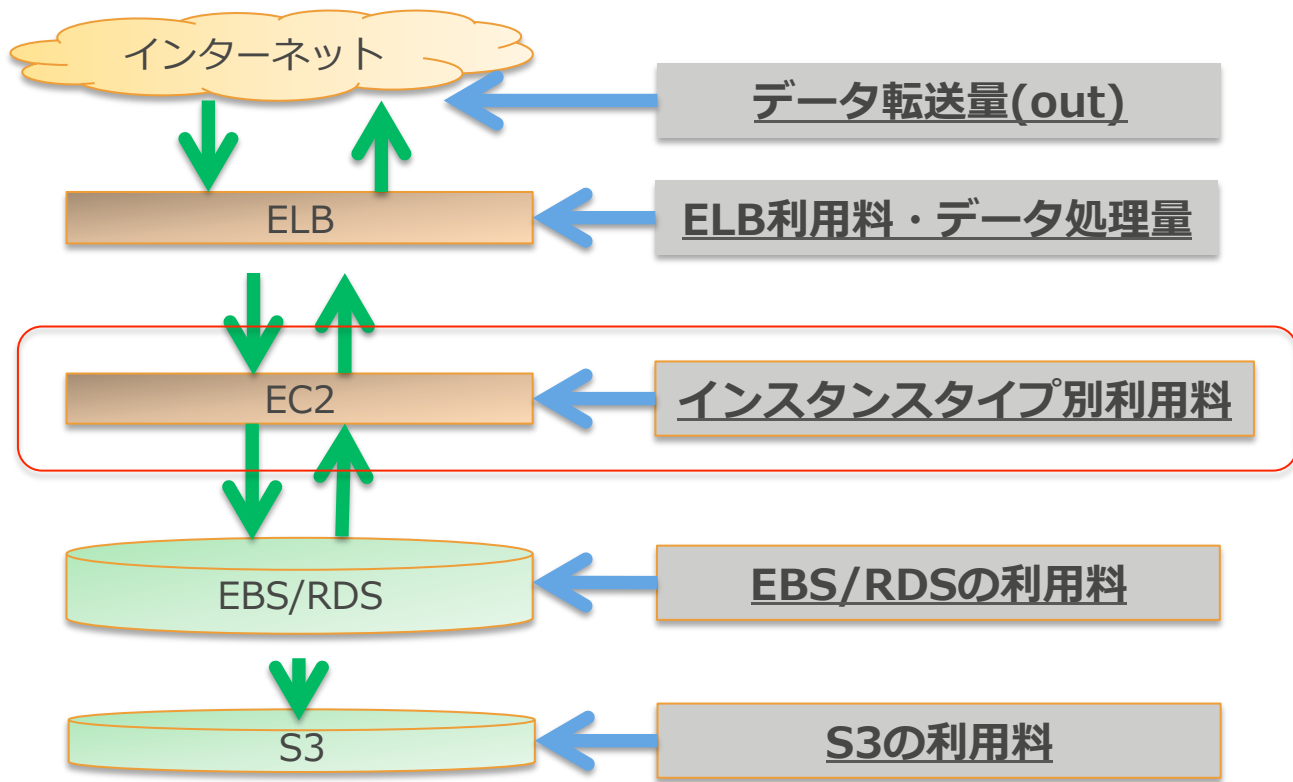 インターネット
データ転送量(out)
ELB
ELB利用料・データ処理量
EC2
インスタンスタイプ別利用料
EBS/RDS
EBS/RDSの利用料
S3
S3の利用料